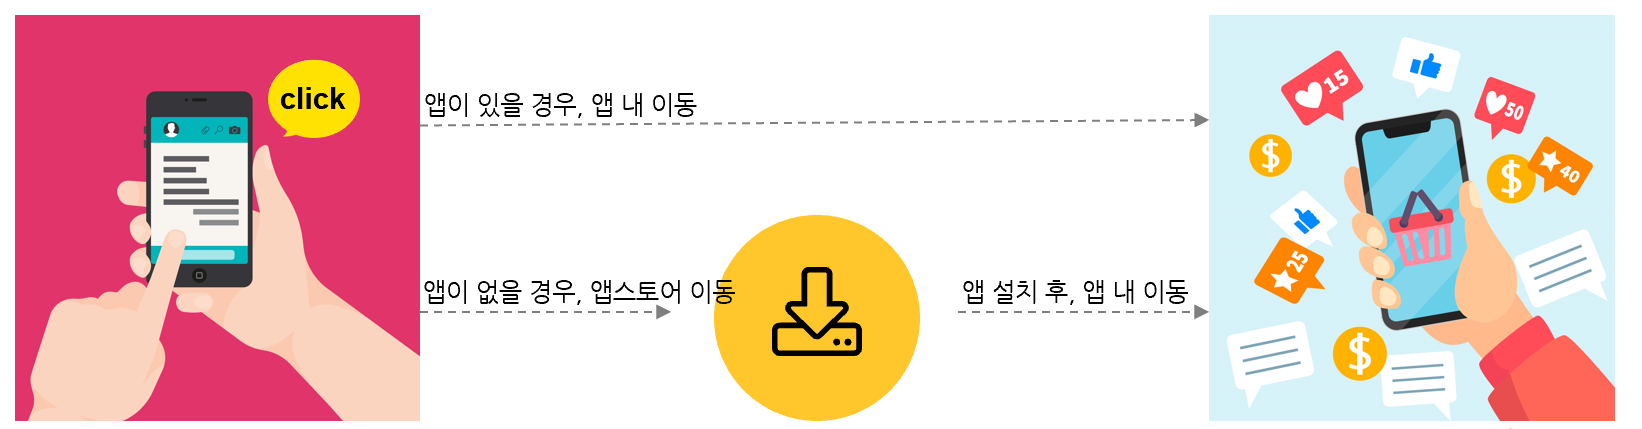 click
앱이 있을 경우, 앱 내 이동
앱이 없을 경우, 앱스토어 이동
앱 설치 후, 앱 내 이동
15
50
$
$
40
25
$